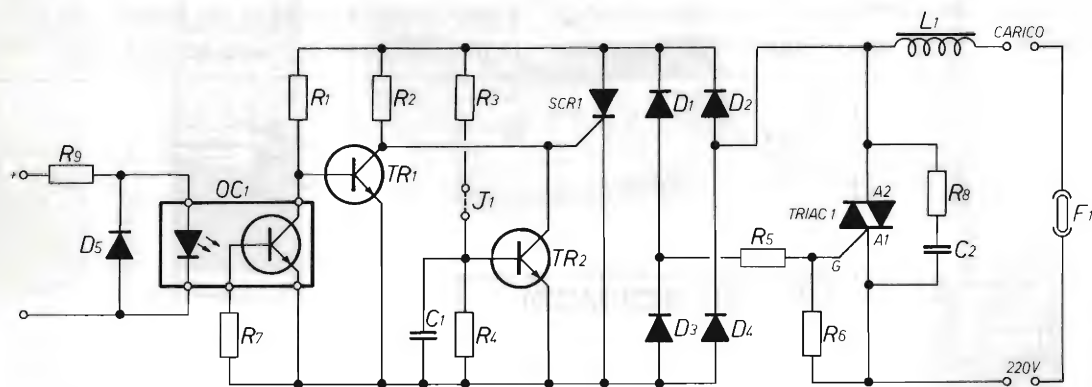 L1
CARICO
R1
R2
R3
SCR1
D1
D2
R9
+
OC1
TR1
J1
D5
TR2
A2
R8
TRIAC 1
A1
F1
R5
G
C2
R7
C1
R4
D3
D4
R6
220V